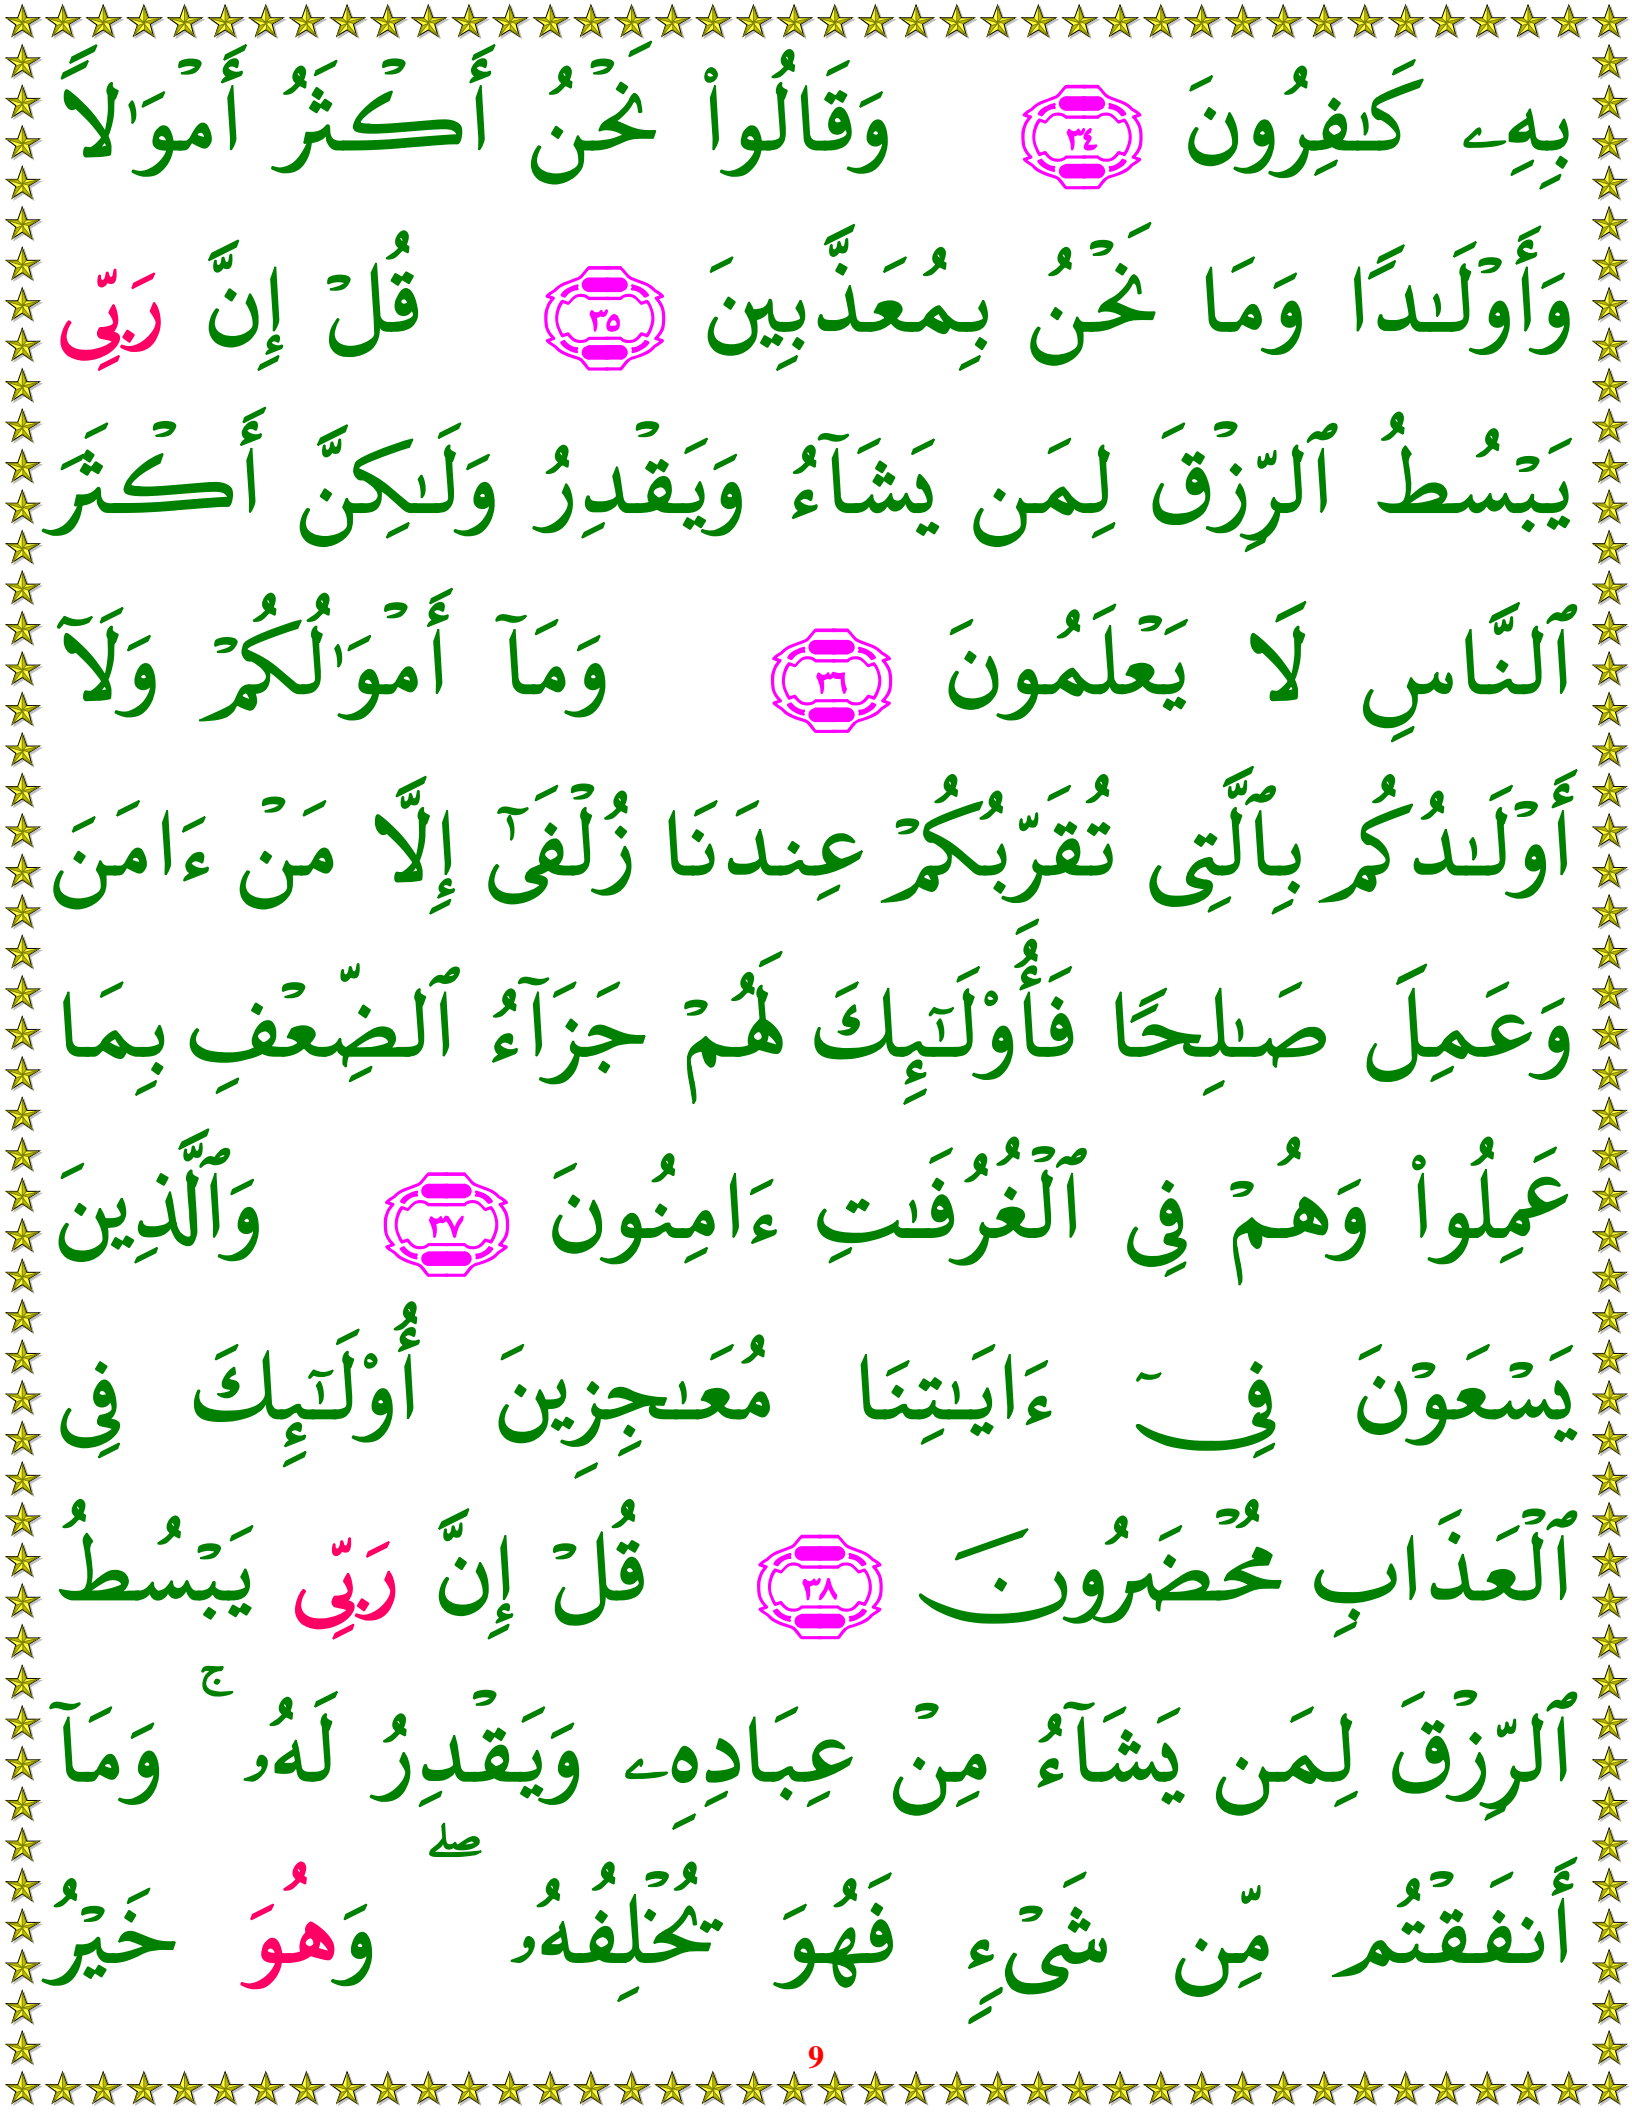 بِهِۦ كَـٰفِرُونَ ٣٤ وَقَالُوا۟ نَحْنُ أَكْثَرُ أَمْوَٰلاً
وَأَوْلَـٰدًا وَمَا نَحْنُ بِمُعَذَّبِينَ ٣٥ قُلْ إِنَّ رَبِّى
يَبْسُطُ ٱلرِّزْقَ لِمَن يَشَآءُ وَيَقْدِرُ وَلَـٰكِنَّ أَكْثَرَ
ٱلنَّاسِ لَا يَعْلَمُونَ ٣٦ وَمَآ أَمْوَٰلُكُمْ وَلَآ
أَوْلَـٰدُكُم بِٱلَّتِى تُقَرِّبُكُمْ عِندَنَا زُلْفَىٰٓ إِلَّا مَنْ ءَامَنَ
وَعَمِلَ صَـٰلِحًا فَأُو۟لَـٰٓئِكَ لَهُمْ جَزَآءُ ٱلضِّعْفِ بِمَا
عَمِلُوا۟ وَهُمْ فِى ٱلْغُرُفَـٰتِ ءَامِنُونَ ٣٧ وَٱلَّذِينَ
يَسْعَوْنَ فِىٓ ءَايَـٰتِنَا مُعَـٰجِزِينَ أُو۟لَـٰٓئِكَ فِى
ٱلْعَذَابِ مُحْضَرُونَ ٣٨ قُلْ إِنَّ رَبِّى يَبْسُطُ
ٱلرِّزْقَ لِمَن يَشَآءُ مِنْ عِبَادِهِۦ وَيَقْدِرُ لَهُۥ ۚ وَمَآ
أَنفَقْتُم مِّن شَىْءٍ فَهُوَ يُخْلِفُهُۥ ۖ وَهُوَ خَيْرُ
9